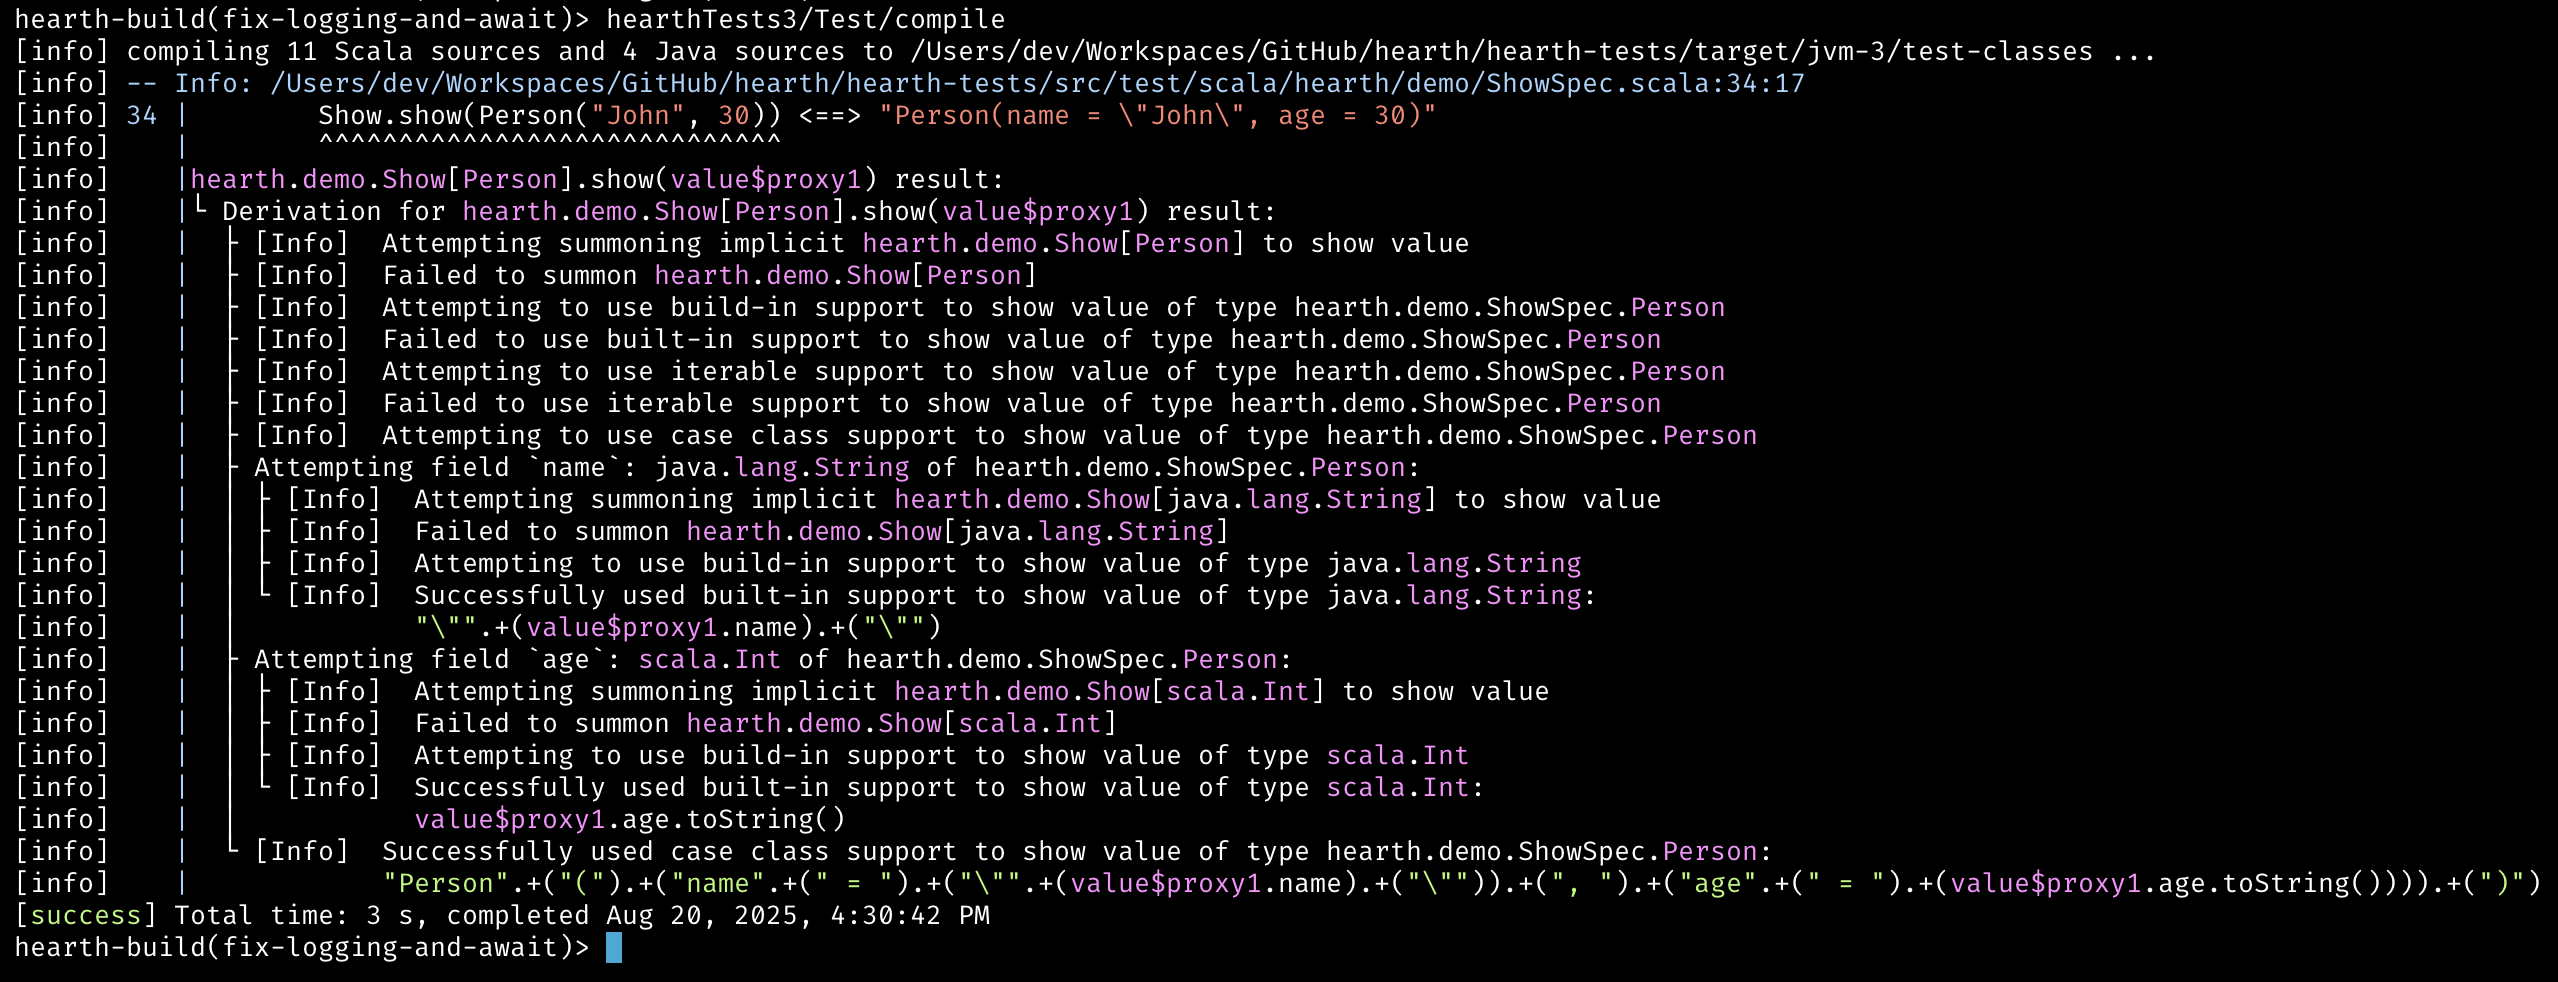 hearth-build(fix-logging-and-await)> hearthTests3/Test/compile
[info] compiling 11 Scala sources and 4 Java sources to /Users/dev/Workspaces/GitHub/hearth/hearth-tests/target/jvm-3/test-classes ...
[info] -- Info: /Users/dev/Workspaces/GitHub/hearth/hearth-tests/src/test/scala/hearth/demo/ShowSpec.scala:34:17
[info] 34 |        Show.show(Person("John", 30)) <==> "Person(name = \"John\", age = 30)"
[info]    |        ^^^^^^^^^^^^^^^^^^^^^^^^^^^^^
[info]    |hearth.demo.Show[Person].show(value$proxy1) result:
[info]    |└ Derivation for hearth.demo.Show[Person].show(value$proxy1) result:
[info]    |  ├ [Info]  Attempting summoning implicit hearth.demo.Show[Person] to show value
[info]    |  ├ [Info]  Failed to summon hearth.demo.Show[Person]
[info]    |  ├ [Info]  Attempting to use build-in support to show value of type hearth.demo.ShowSpec.Person
[info]    |  ├ [Info]  Failed to use built-in support to show value of type hearth.demo.ShowSpec.Person
[info]    |  ├ [Info]  Attempting to use iterable support to show value of type hearth.demo.ShowSpec.Person
[info]    |  ├ [Info]  Failed to use iterable support to show value of type hearth.demo.ShowSpec.Person
[info]    |  ├ [Info]  Attempting to use case class support to show value of type hearth.demo.ShowSpec.Person
[info]    |  ├ Attempting field `name`: java.lang.String of hearth.demo.ShowSpec.Person:
[info]    |  │ ├ [Info]  Attempting summoning implicit hearth.demo.Show[java.lang.String] to show value
[info]    |  │ ├ [Info]  Failed to summon hearth.demo.Show[java.lang.String]
[info]    |  │ ├ [Info]  Attempting to use build-in support to show value of type java.lang.String
[info]    |  │ └ [Info]  Successfully used built-in support to show value of type java.lang.String:
[info]    |  │           "\"".+(value$proxy1.name).+("\"")
[info]    |  ├ Attempting field `age`: scala.Int of hearth.demo.ShowSpec.Person:
[info]    |  │ ├ [Info]  Attempting summoning implicit hearth.demo.Show[scala.Int] to show value
[info]    |  │ ├ [Info]  Failed to summon hearth.demo.Show[scala.Int]
[info]    |  │ ├ [Info]  Attempting to use build-in support to show value of type scala.Int
[info]    |  │ └ [Info]  Successfully used built-in support to show value of type scala.Int:
[info]    |  │           value$proxy1.age.toString()
[info]    |  └ [Info]  Successfully used case class support to show value of type hearth.demo.ShowSpec.Person:
[info]    |            "Person".+("(").+("name".+(" = ").+("\"".+(value$proxy1.name).+("\"")).+(", ").+("age".+(" = ").+(value$proxy1.age.toString()))).+(")")
[success] Total time: 3 s, completed Aug 20, 2025, 4:30:42 PM
hearth-build(fix-logging-and-await)>